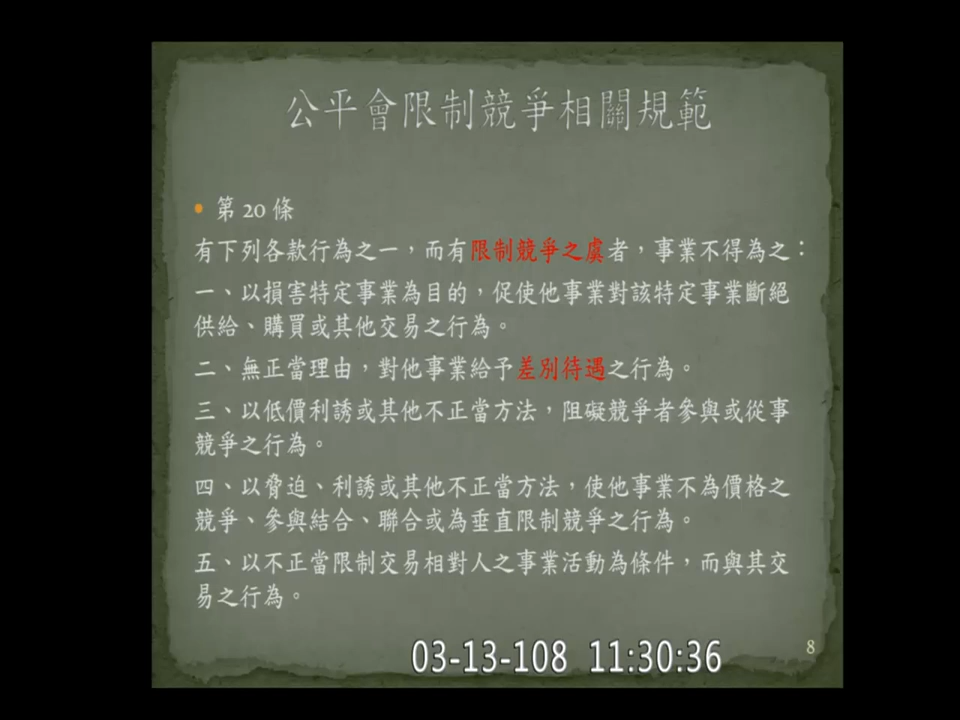 公平會限制競爭相關規範
• 第 20 條
有下列各款行為之一，而有限制競爭之虞者，事業不得為之：
一、以損害特定事業為目的，促使他事業對該特定事業斷絕
供給、購買或其他交易之行為。
二、無正當理由，對他事業給予差別待遇之行為。
三、以低價利誘或其他不正當方法，阻礙競爭者參與或從事
競爭之行為。
四、以脅迫、利誘或其他不正當方法，使他事業不為價格之
競爭、參與結合、聯合或為垂直限制競爭之行為。
五、以不正當限制交易相對人之事業活動為條件，而與其交
易之行為。
8
03-13-108 11:30:36